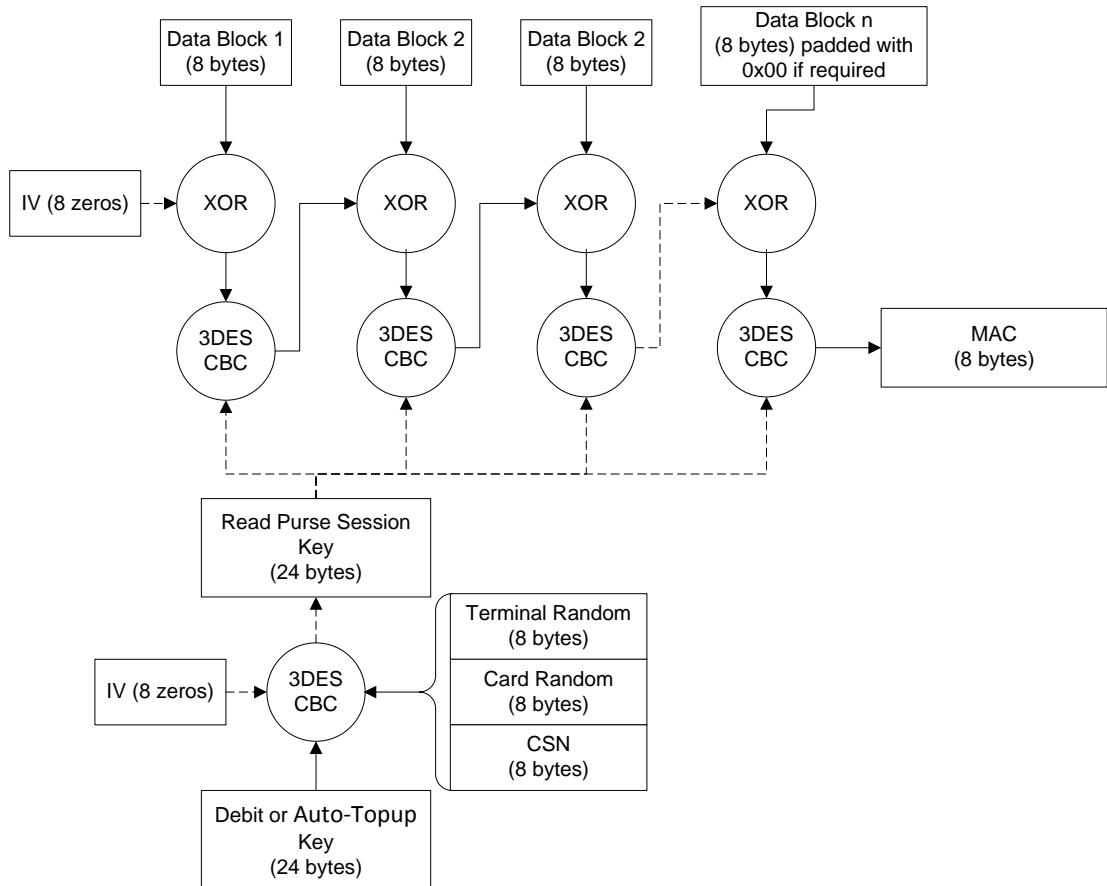 Data Block 1
(8 bytes)
Data Block 2
(8 bytes)
Data Block 2
(8 bytes)
Data Block n
(8 bytes) padded with
0x00 if required
IV (8 zeros)
XOR
XOR
XOR
XOR
3DES
CBC
3DES
CBC
3DES
CBC
3DES
CBC
MAC
(8 bytes)
Read Purse Session
Key
(24 bytes)
IV (8 zeros)
3DES
CBC
Terminal Random
(8 bytes)
Card Random
(8 bytes)
CSN
(8 bytes)
Debit or Auto-Topup
Key
(24 bytes)